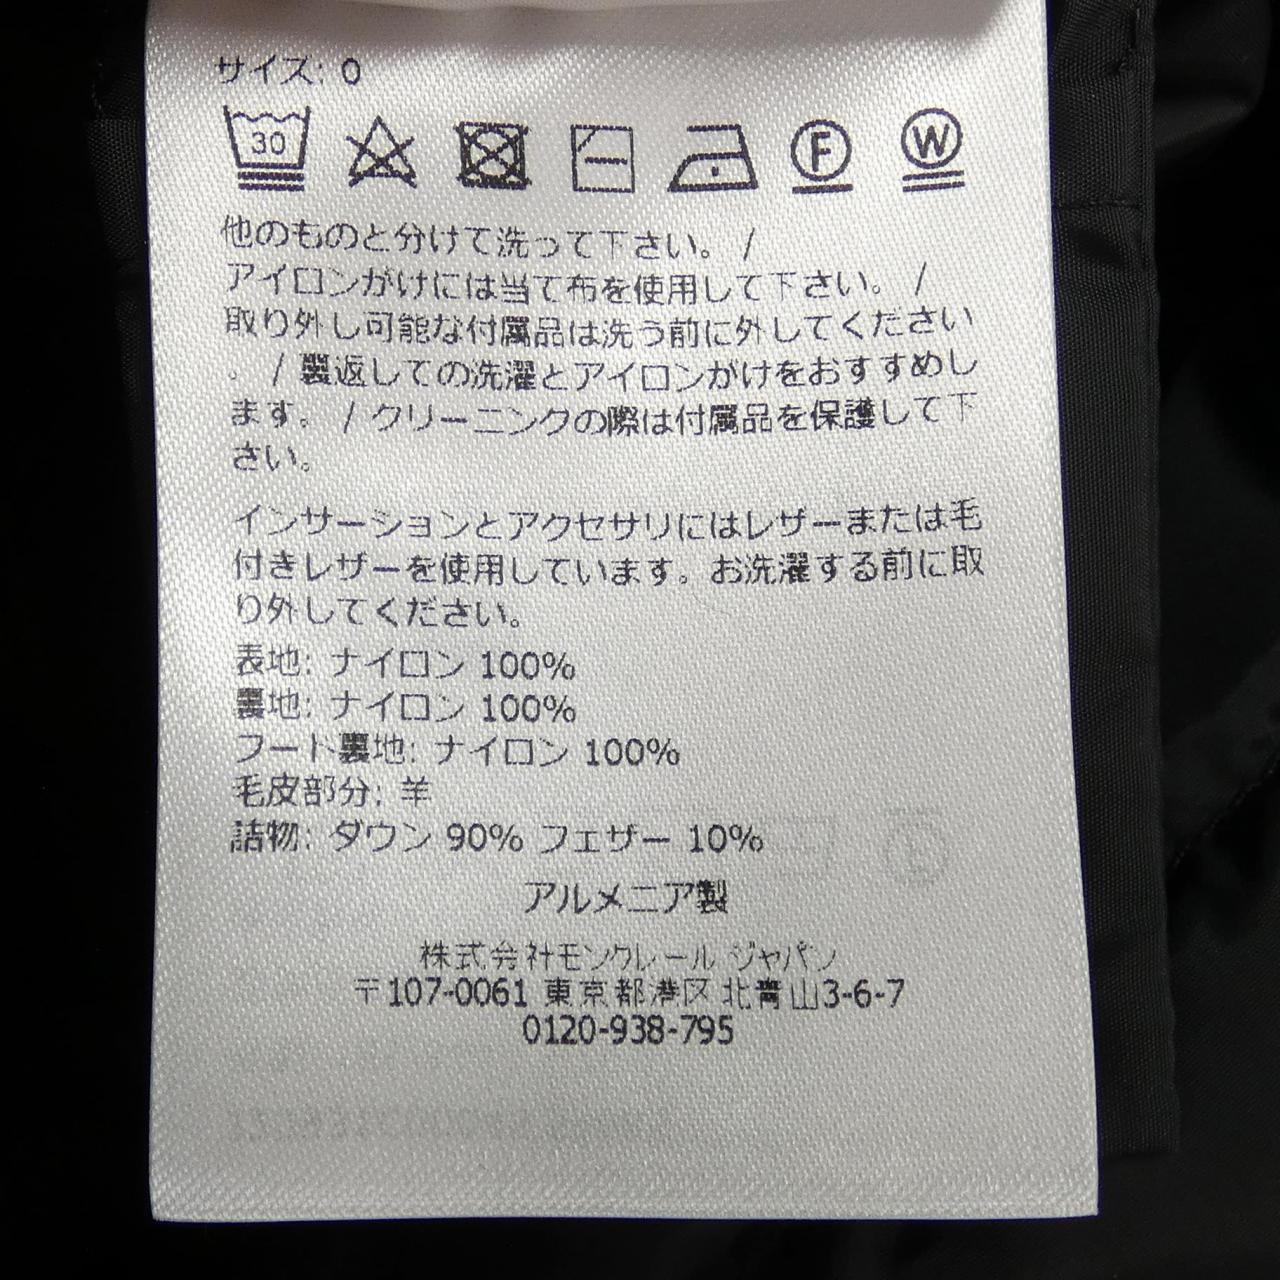 サイズ: 0
30
F
W
他のものと分けて洗って下さい。 /
アイロンがけには当て布を使用して下さい。 /
取り外し可能な付属品は洗う前に外してください
。 / 裏返しての洗濯とアイロンがけをおすすめし
ます。 / クリーニングの際は付属品を保護して下
さい。
インサーションとアクセサリにはレザーまたは毛
付きレザーを使用しています。お洗濯する前に取
り外してください。
表地: ナイロン 100%
裏地: ナイロン 100%
フード裏地: ナイロン 100%
毛皮部分: 羊
詰物: ダウン 90% フェザー 10%
アルメニア製
株式会社モンクレール ジャパン
〒107-0061 東京都港区北青山3-6-7
0120-938-795